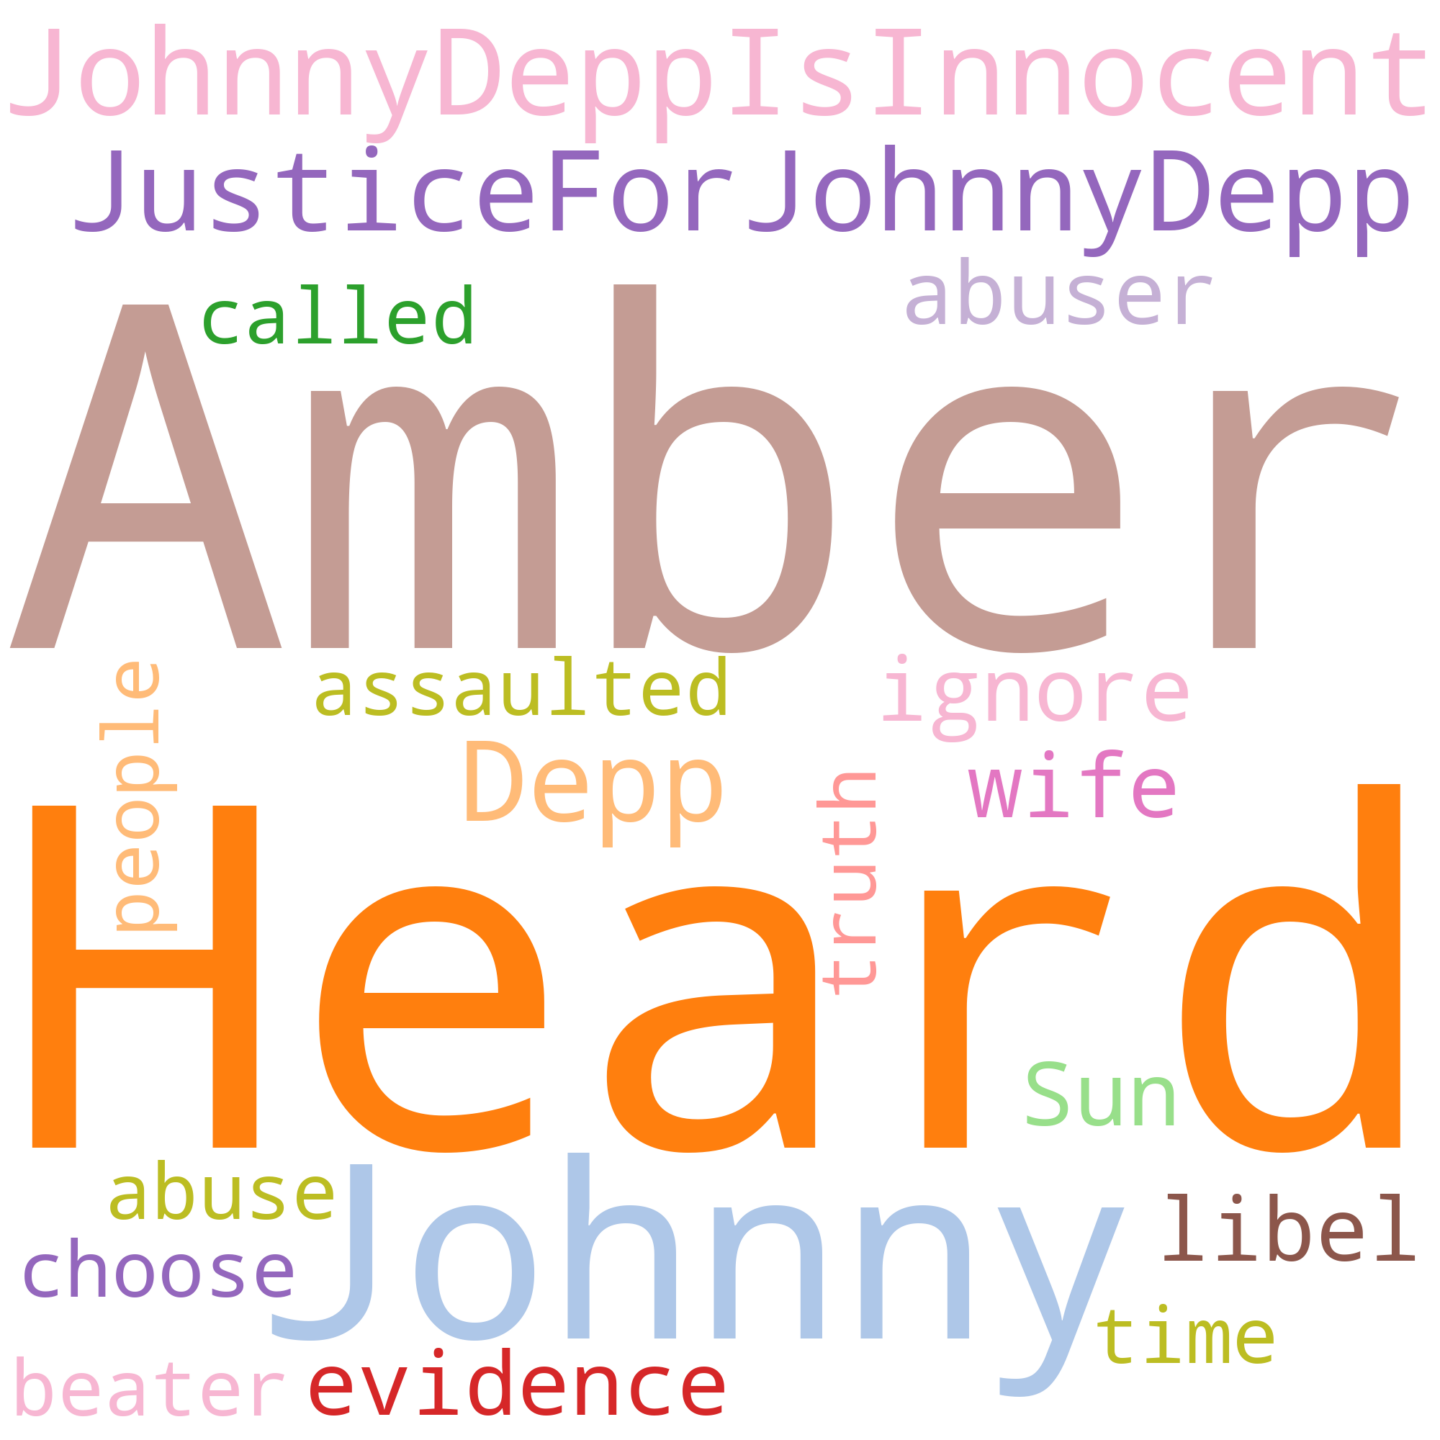 JohnnyDeppIsInnocent
JusticeForJohnnyDepp
called
abuser
Amber
people
assaulted
ignore
Depp
wife
truth
Heard
Sun
abuse
Johnny
libel
choose
time
beater
evidence